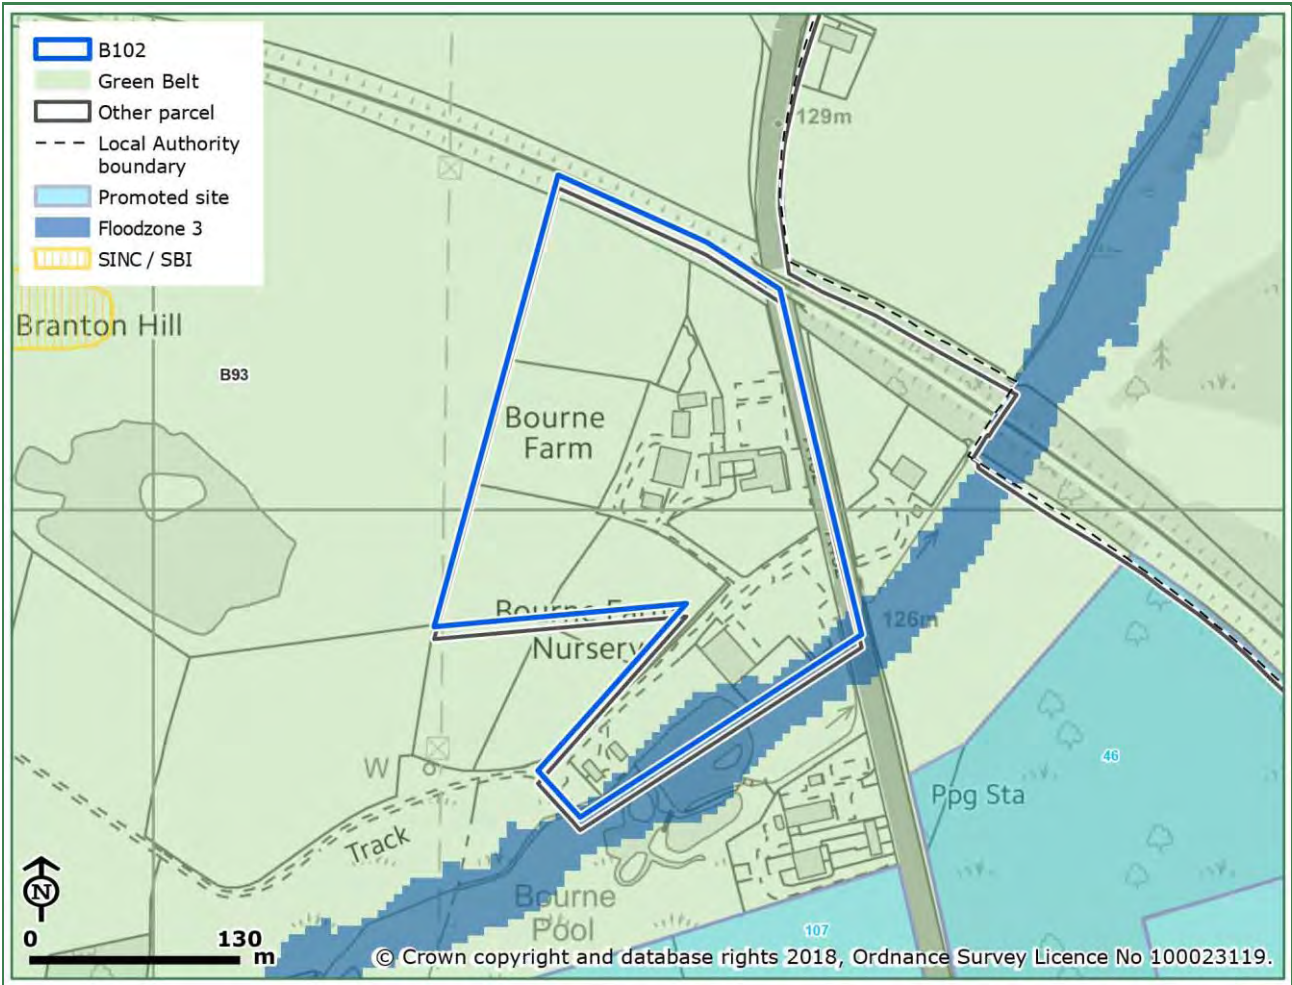 B102
Green Belt
Other parcel
Local Authority
boundary
Promoted site
Floodzone 3
SINC / SBI
129m
Branton Hill
B93
Bourne
Farm
Bourne Farm
Nursery
126m
W
46
Ppg Sta
Track
Bourne
Pool
107
N
0 130
m
© Crown copyright and database rights 2018, Ordnance Survey Licence No 100023119.